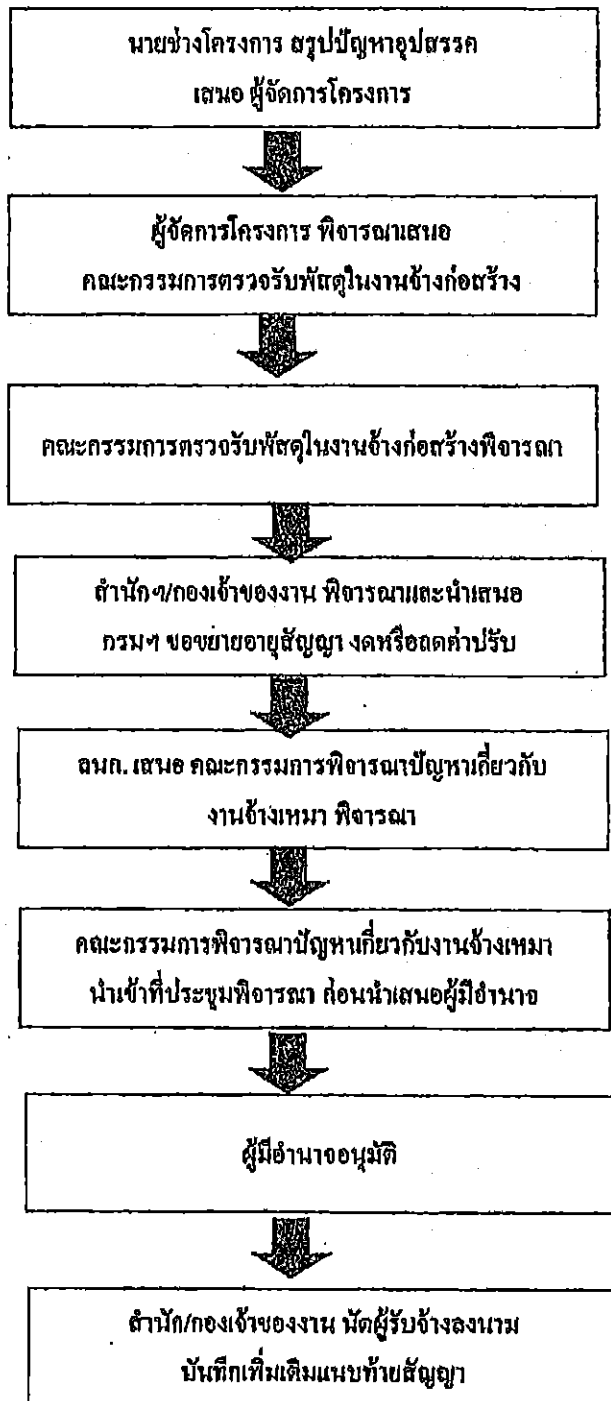 นายช่างโครงการ สรุปปัญหาอุปสรรค
เสนอ ผู้จัดการโครงการ
ผู้จัดการโครงการ พิจารณาเสนอ
คณะกรรมการตรวจรับพัสดุในงานจ้างก่อสร้าง
คณะกรรมการตรวจรับพัสดุในงานจ้างก่อสร้างพิจารณา
สำนักฯ/กองเจ้าของงาน พิจารณาและนำเสนอ
กรมฯ ขอขยายอายุสัญญา งดหรือลดค่าปรับ
ลนก. เสนอ คณะกรรมการพิจารณาปัญหาเกี่ยวกับ
งานจ้างเหมา พิจารณา
คณะกรรมการพิจารณาปัญหาเกี่ยวกับงานจ้างเหมา
นำเข้าที่ประชุมพิจารณา ก่อนนำเสนอผู้มีอำนาจ
ผู้มีอำนาจอนุมัติ
สำนัก/กองเจ้าของงาน นัดผู้รับจ้างลงนาม
บันทึกเพิ่มเติมแนบท้ายสัญญา